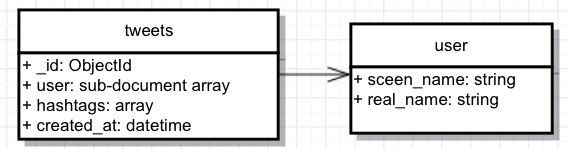 tweets
+ _id: ObjectId
+ user: sub-document array
+ hashtags: array
+ created_at: datetime
user
+ sceen_name: string
+ real_name: string